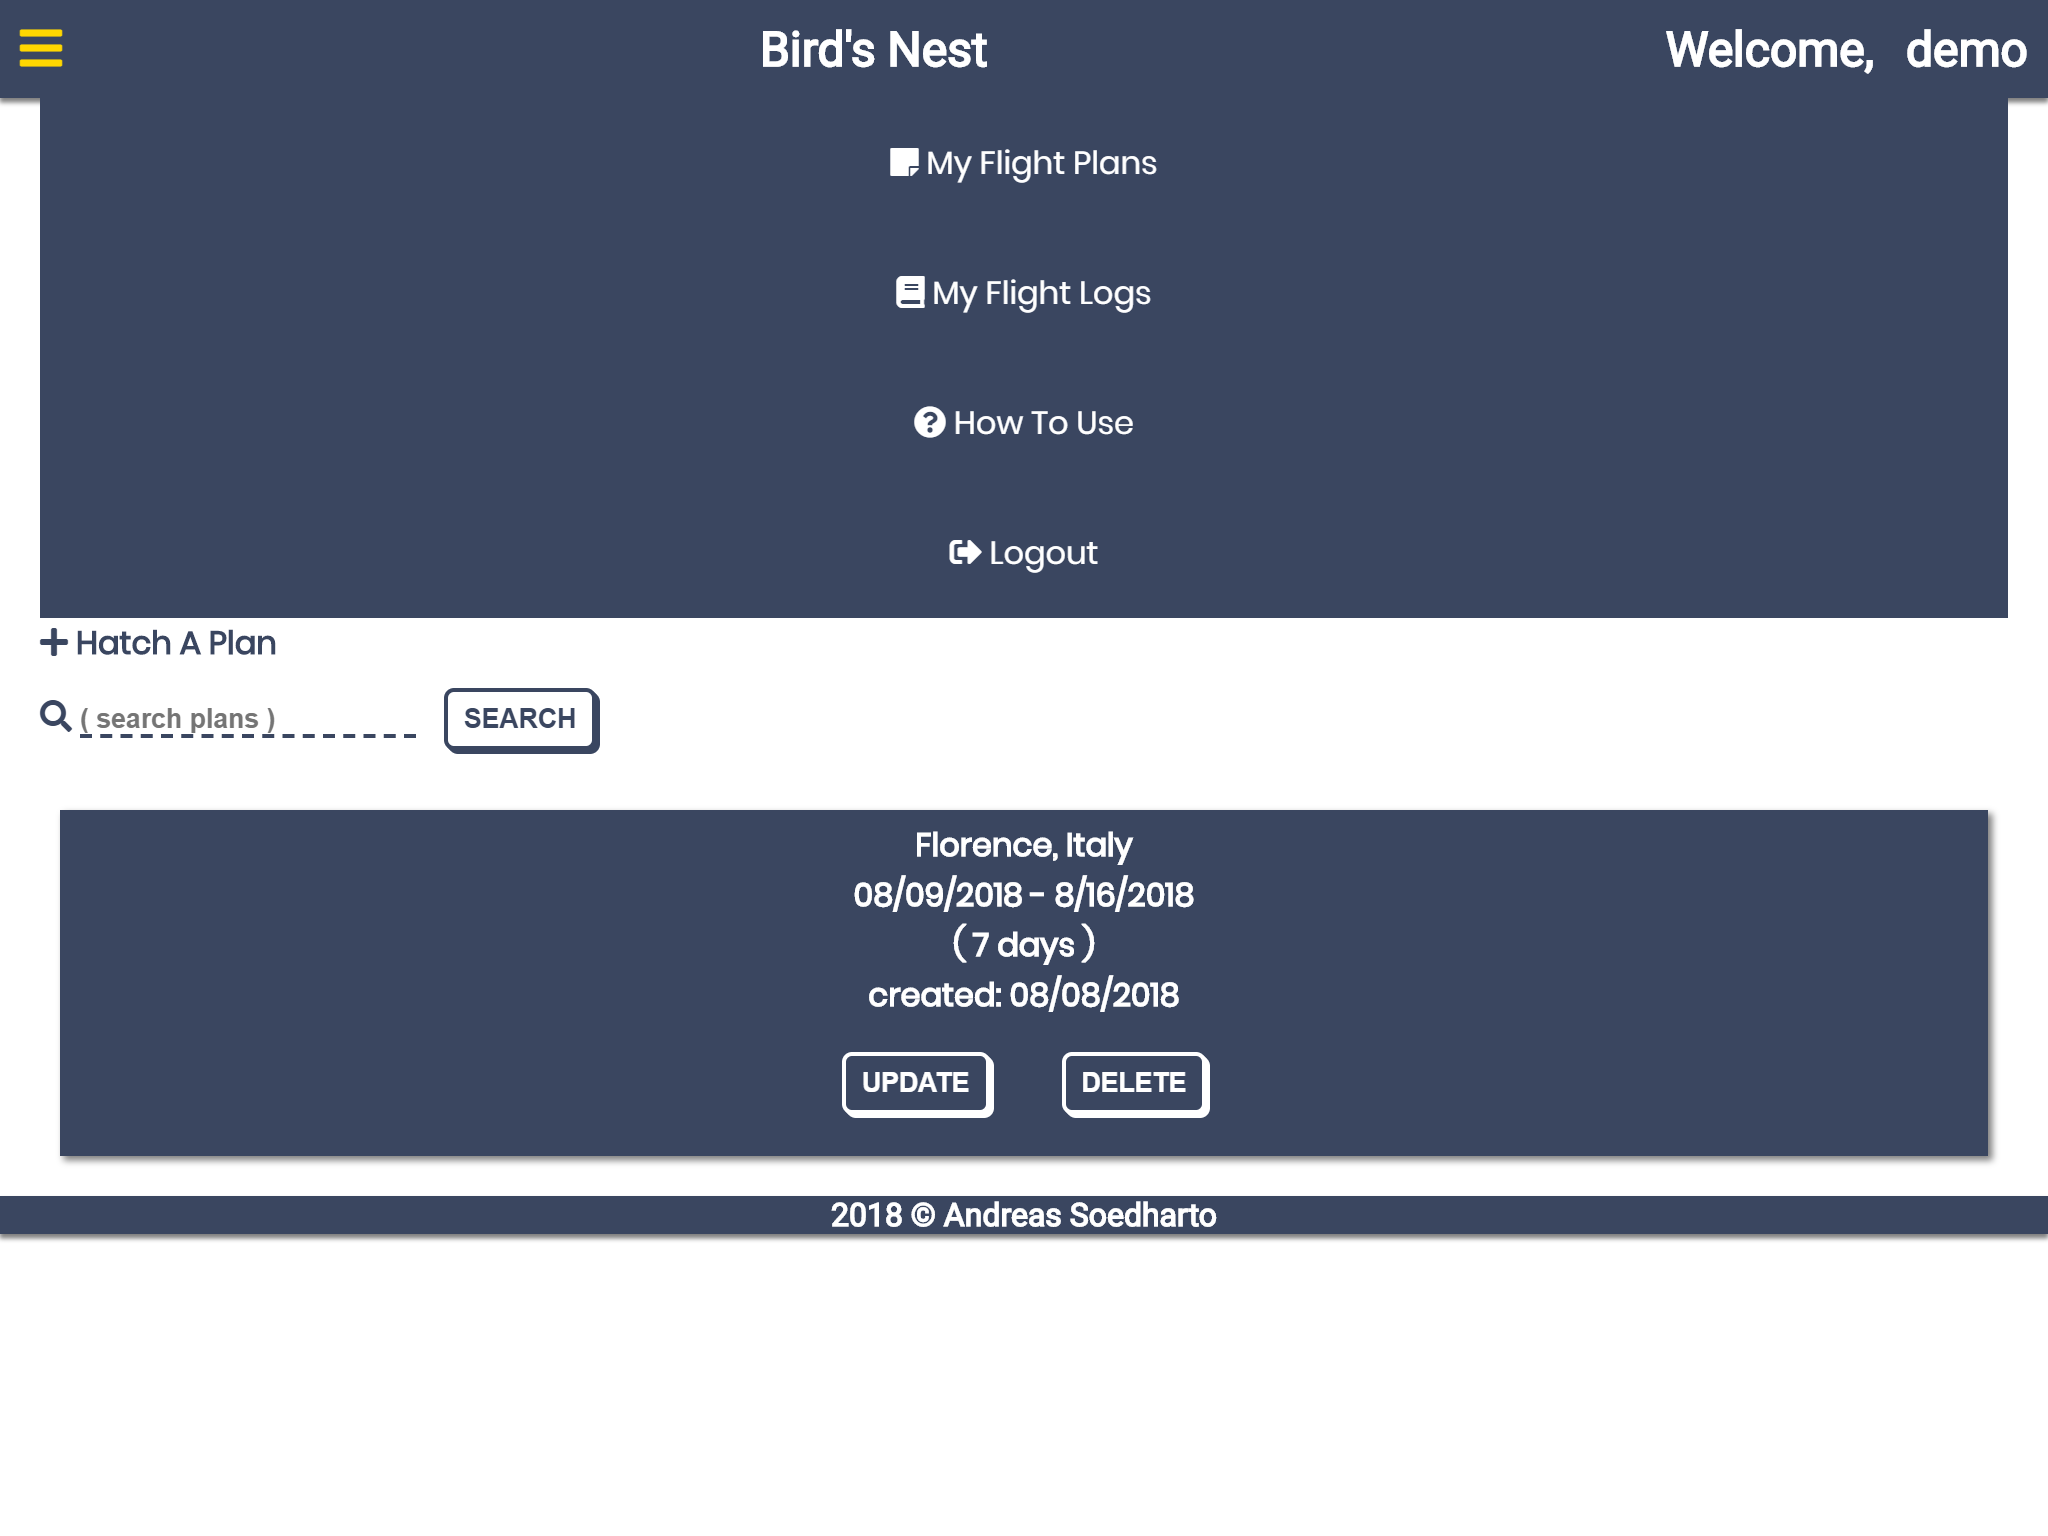 Bird's Nest
Welcome, demo
My Flight Plans
My Flight Logs
How To Use
Logout
Hatch A Plan
( search plans )
SEARCH
Florence, Italy
08/09/2018 - 8/16/2018
( 7 days )
created: 08/08/2018
UPDATE
DELETE
2018 © Andreas Soedharto